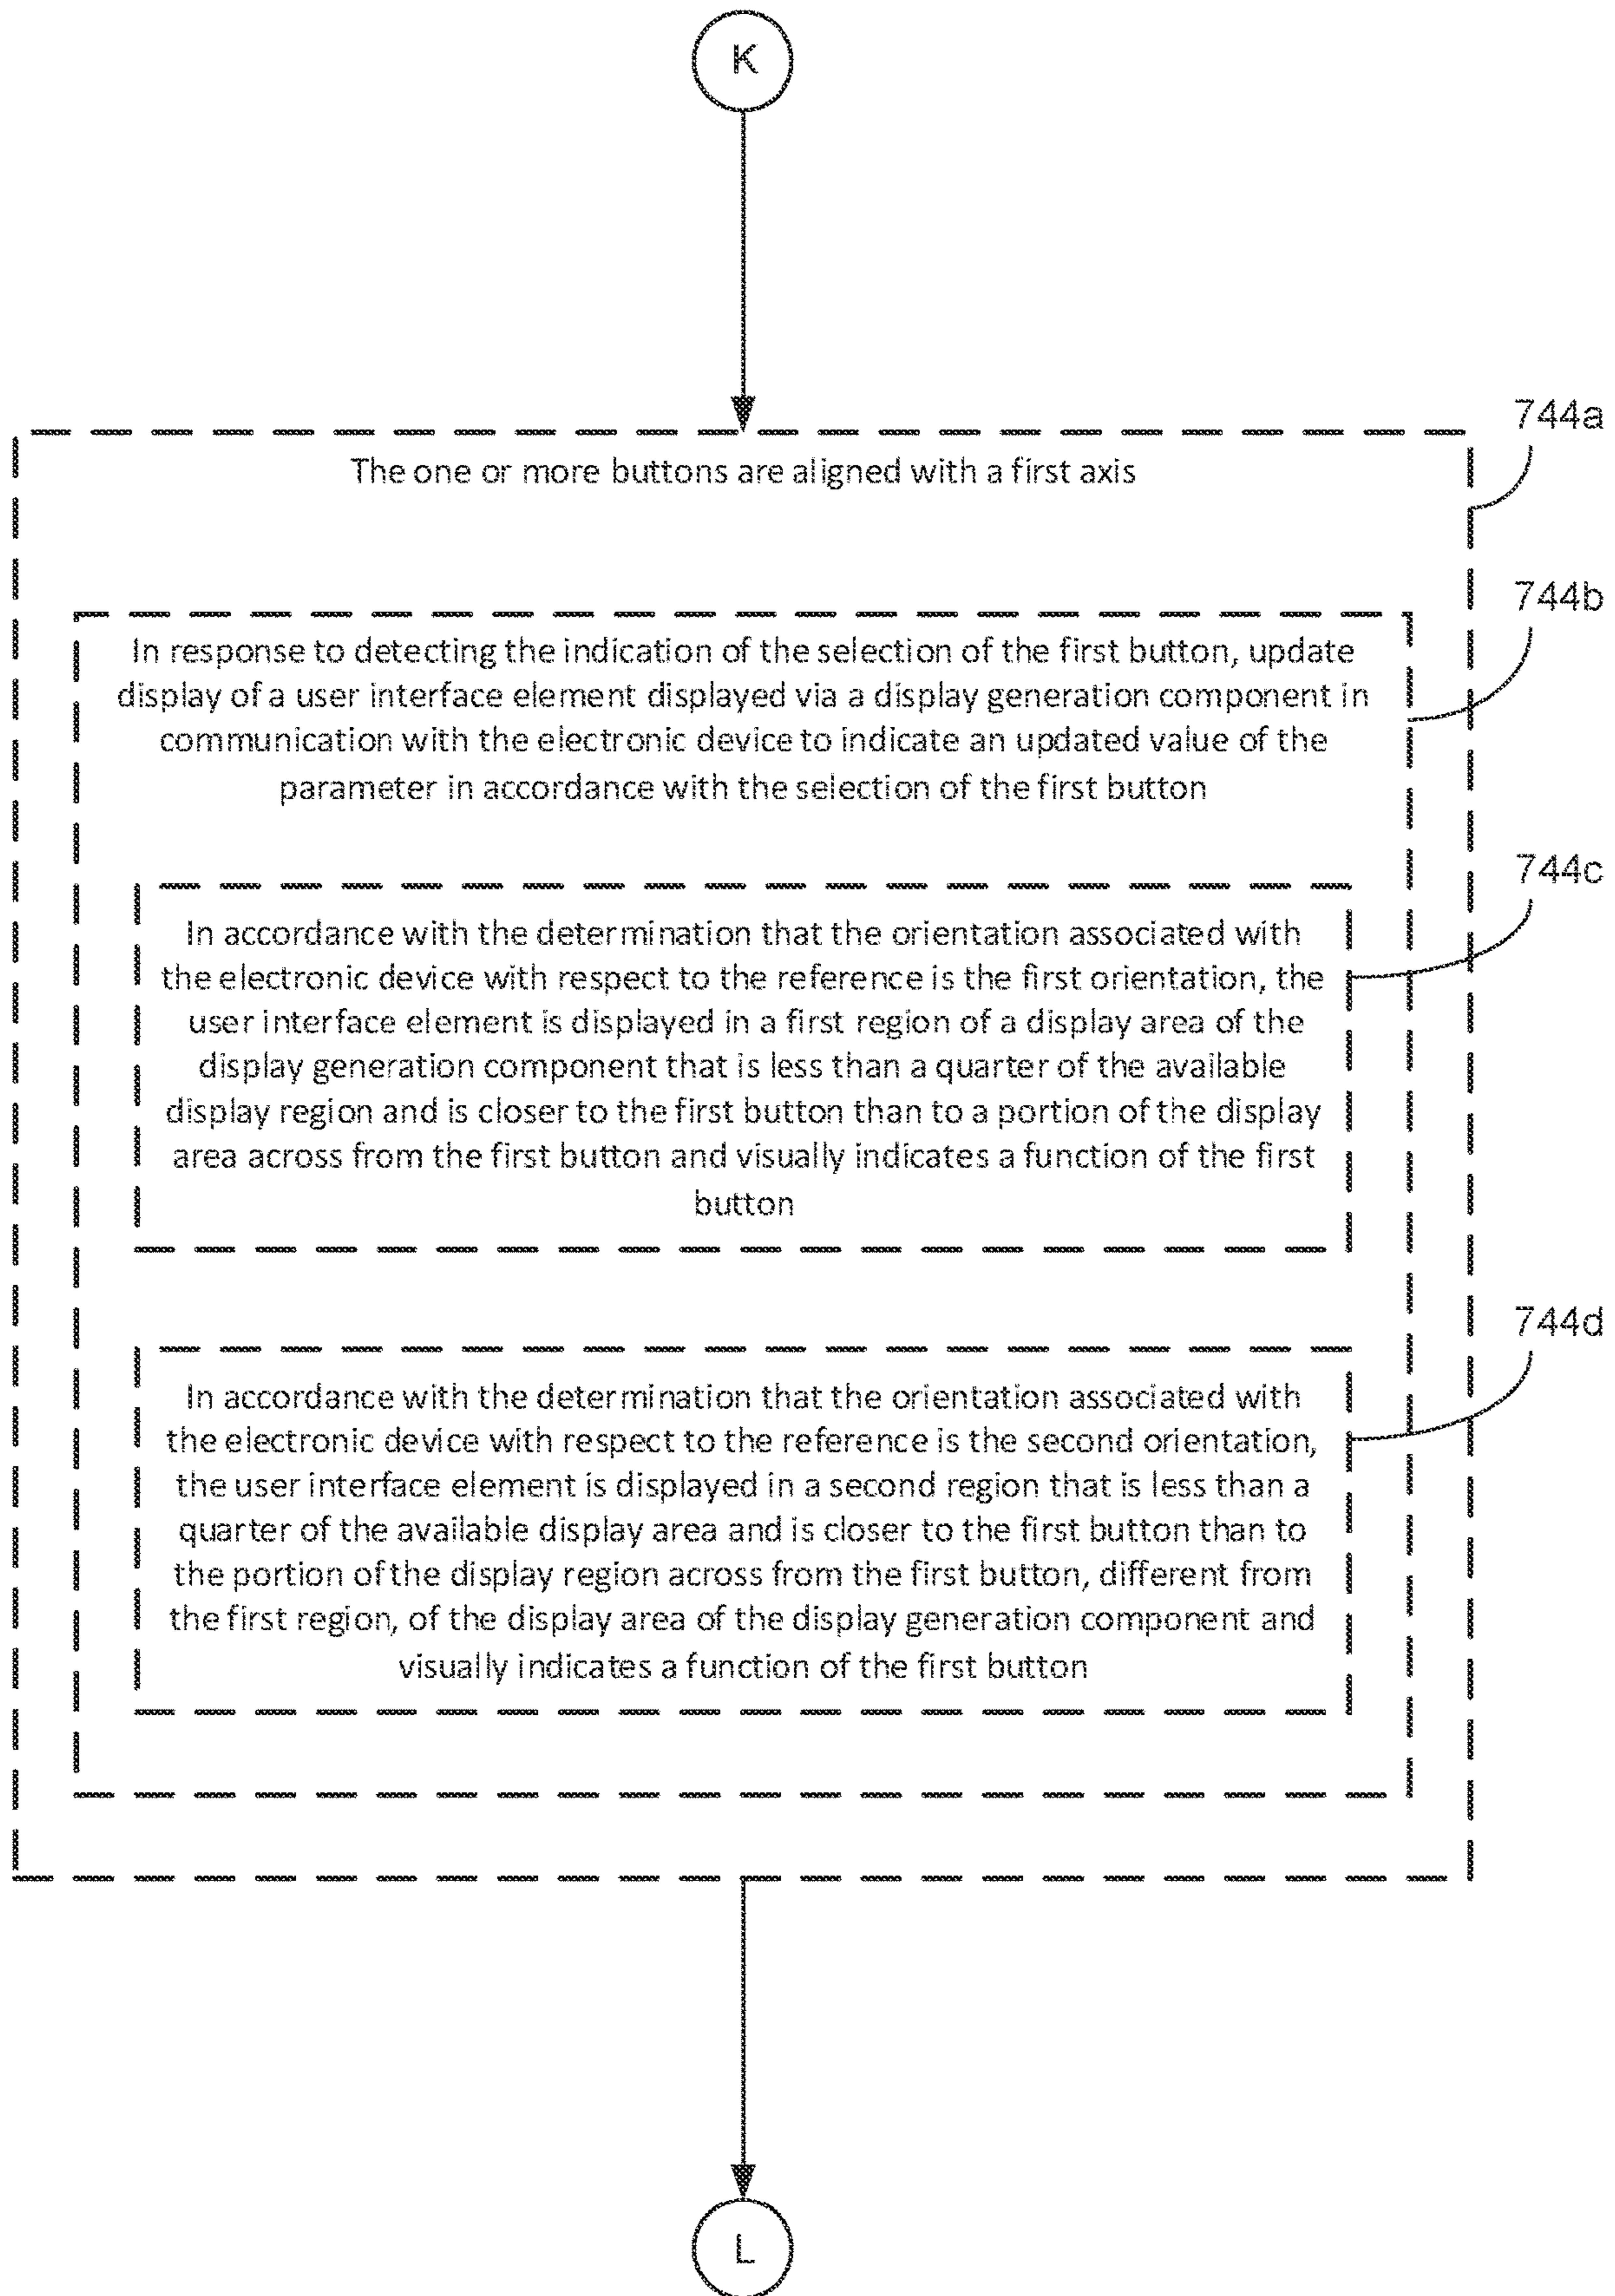 K
744a
The one or more buttons are aligned with a first axis
744b
In response to detecting the indication of the selection of the first button, update
display of a user interface element displayed via a display generation component in
communication with the electronic device to indicate an updated value of the
parameter in accordance with the selection of the first button
744c
In accordance with the determination that the orientation associated with
the electronic device with respect to the reference is the first orientation, the
user interface element is displayed in a first region of a display area of the
display generation component that is less than a quarter of the available
display region and is closer to the first button than to a portion of the display
area across from the first button and visually indicates a function of the first
button
744d
In accordance with the determination that the orientation associated with
the electronic device with respect to the reference is the second orientation,
the user interface element is displayed in a second region that is less than a
quarter of the available display area and is closer to the first button than to
the portion of the display region across from the first button, different from
the first region, of the display area of the display generation component and
visually indicates a function of the first button
L